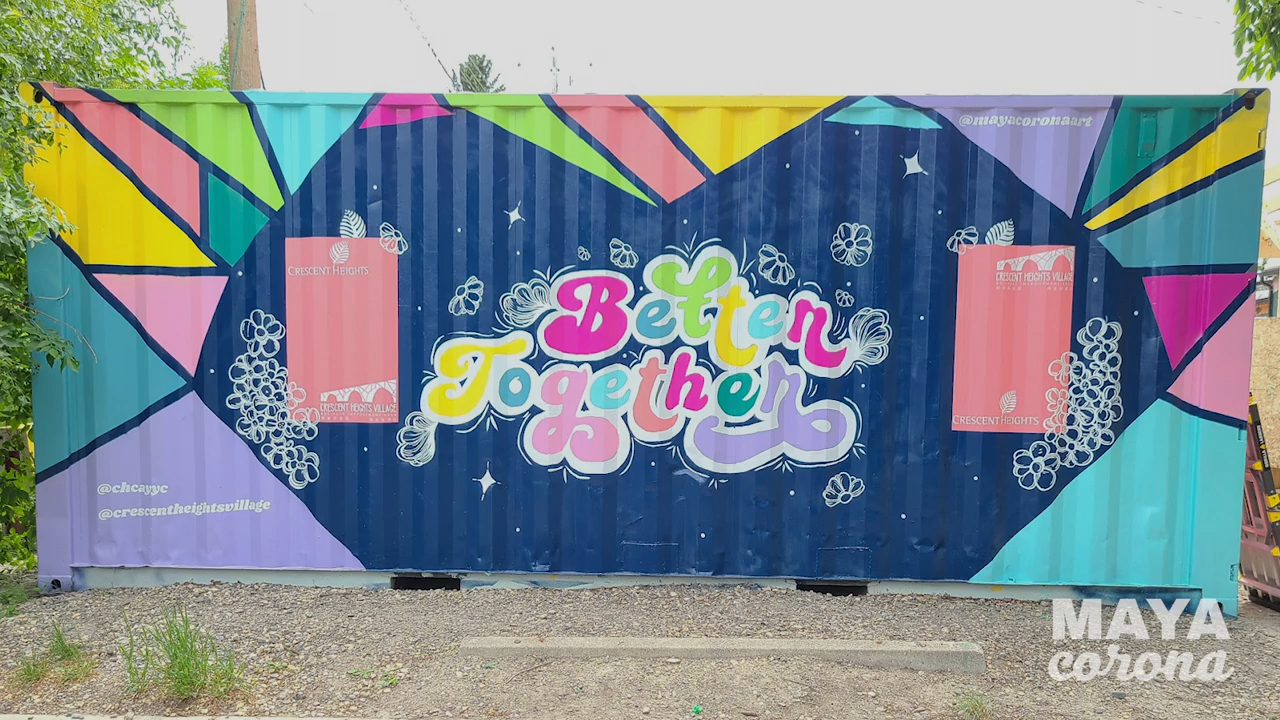 @mayacoronaart
CRESCENT HEIGHTS
CRESCENT HEIGHTS VILLAGE
Better
Together
CRESCENT HEIGHTS VILLAGE
CRESCENT HEIGHTS
@chcayyc
@crescentheightsvillage
MAYA
corona